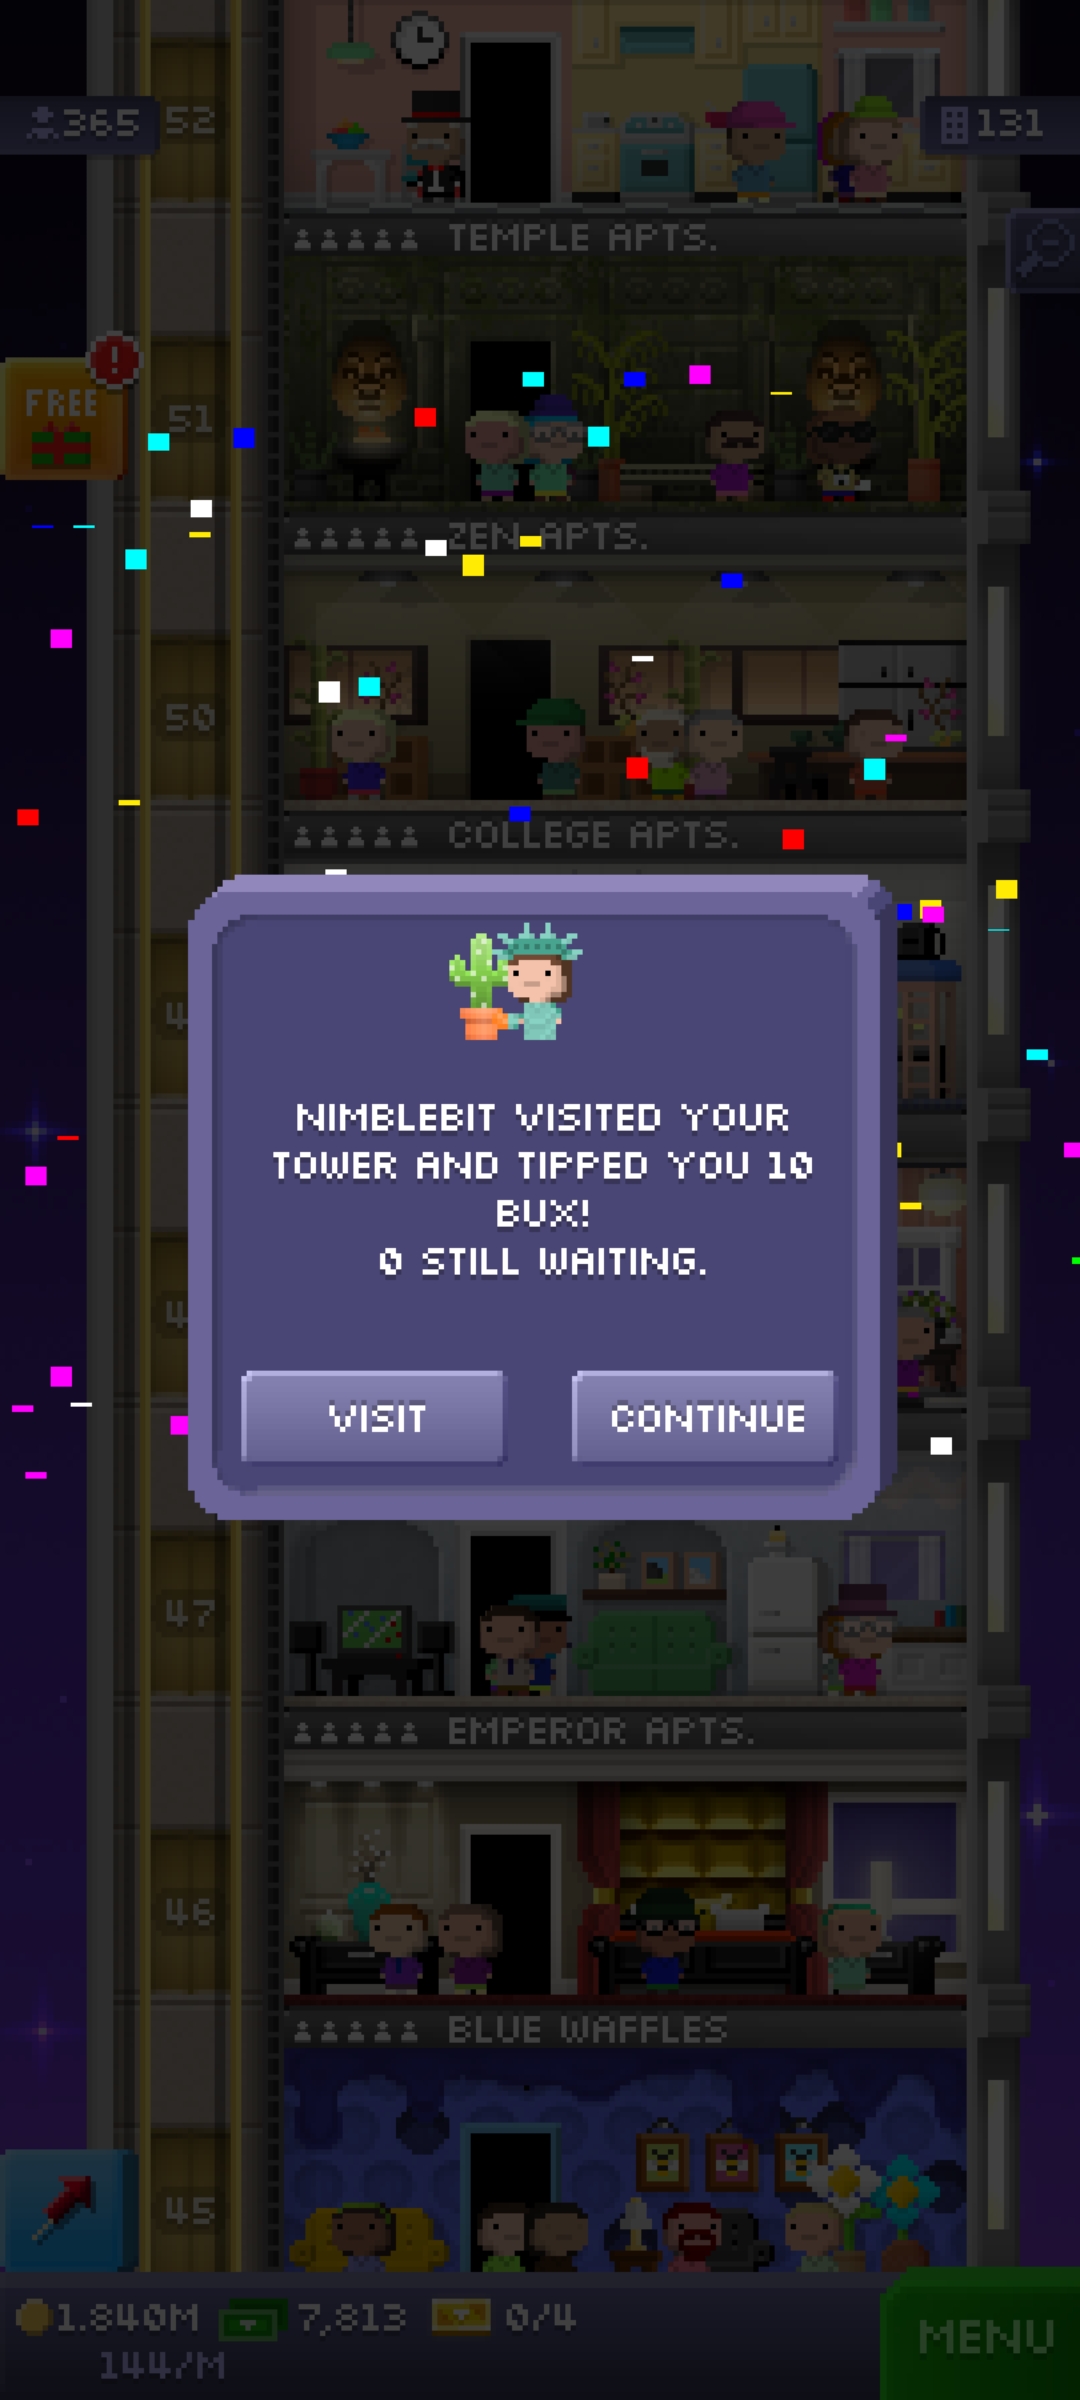 365
52
131
TEMPLE APTS.
FREE
!
51
ZEN APTS.
50
COLLEGE APTS.
NIMBLEBIT VISITED YOUR
TOWER AND TIPPED YOU 10
BUX!
0 STILL WAITING.
VISIT
CONTINUE
47
EMPEROR APTS.
46
BLUE WAFFLES
45
1.840M
7,813
0/4
144/M
MENU